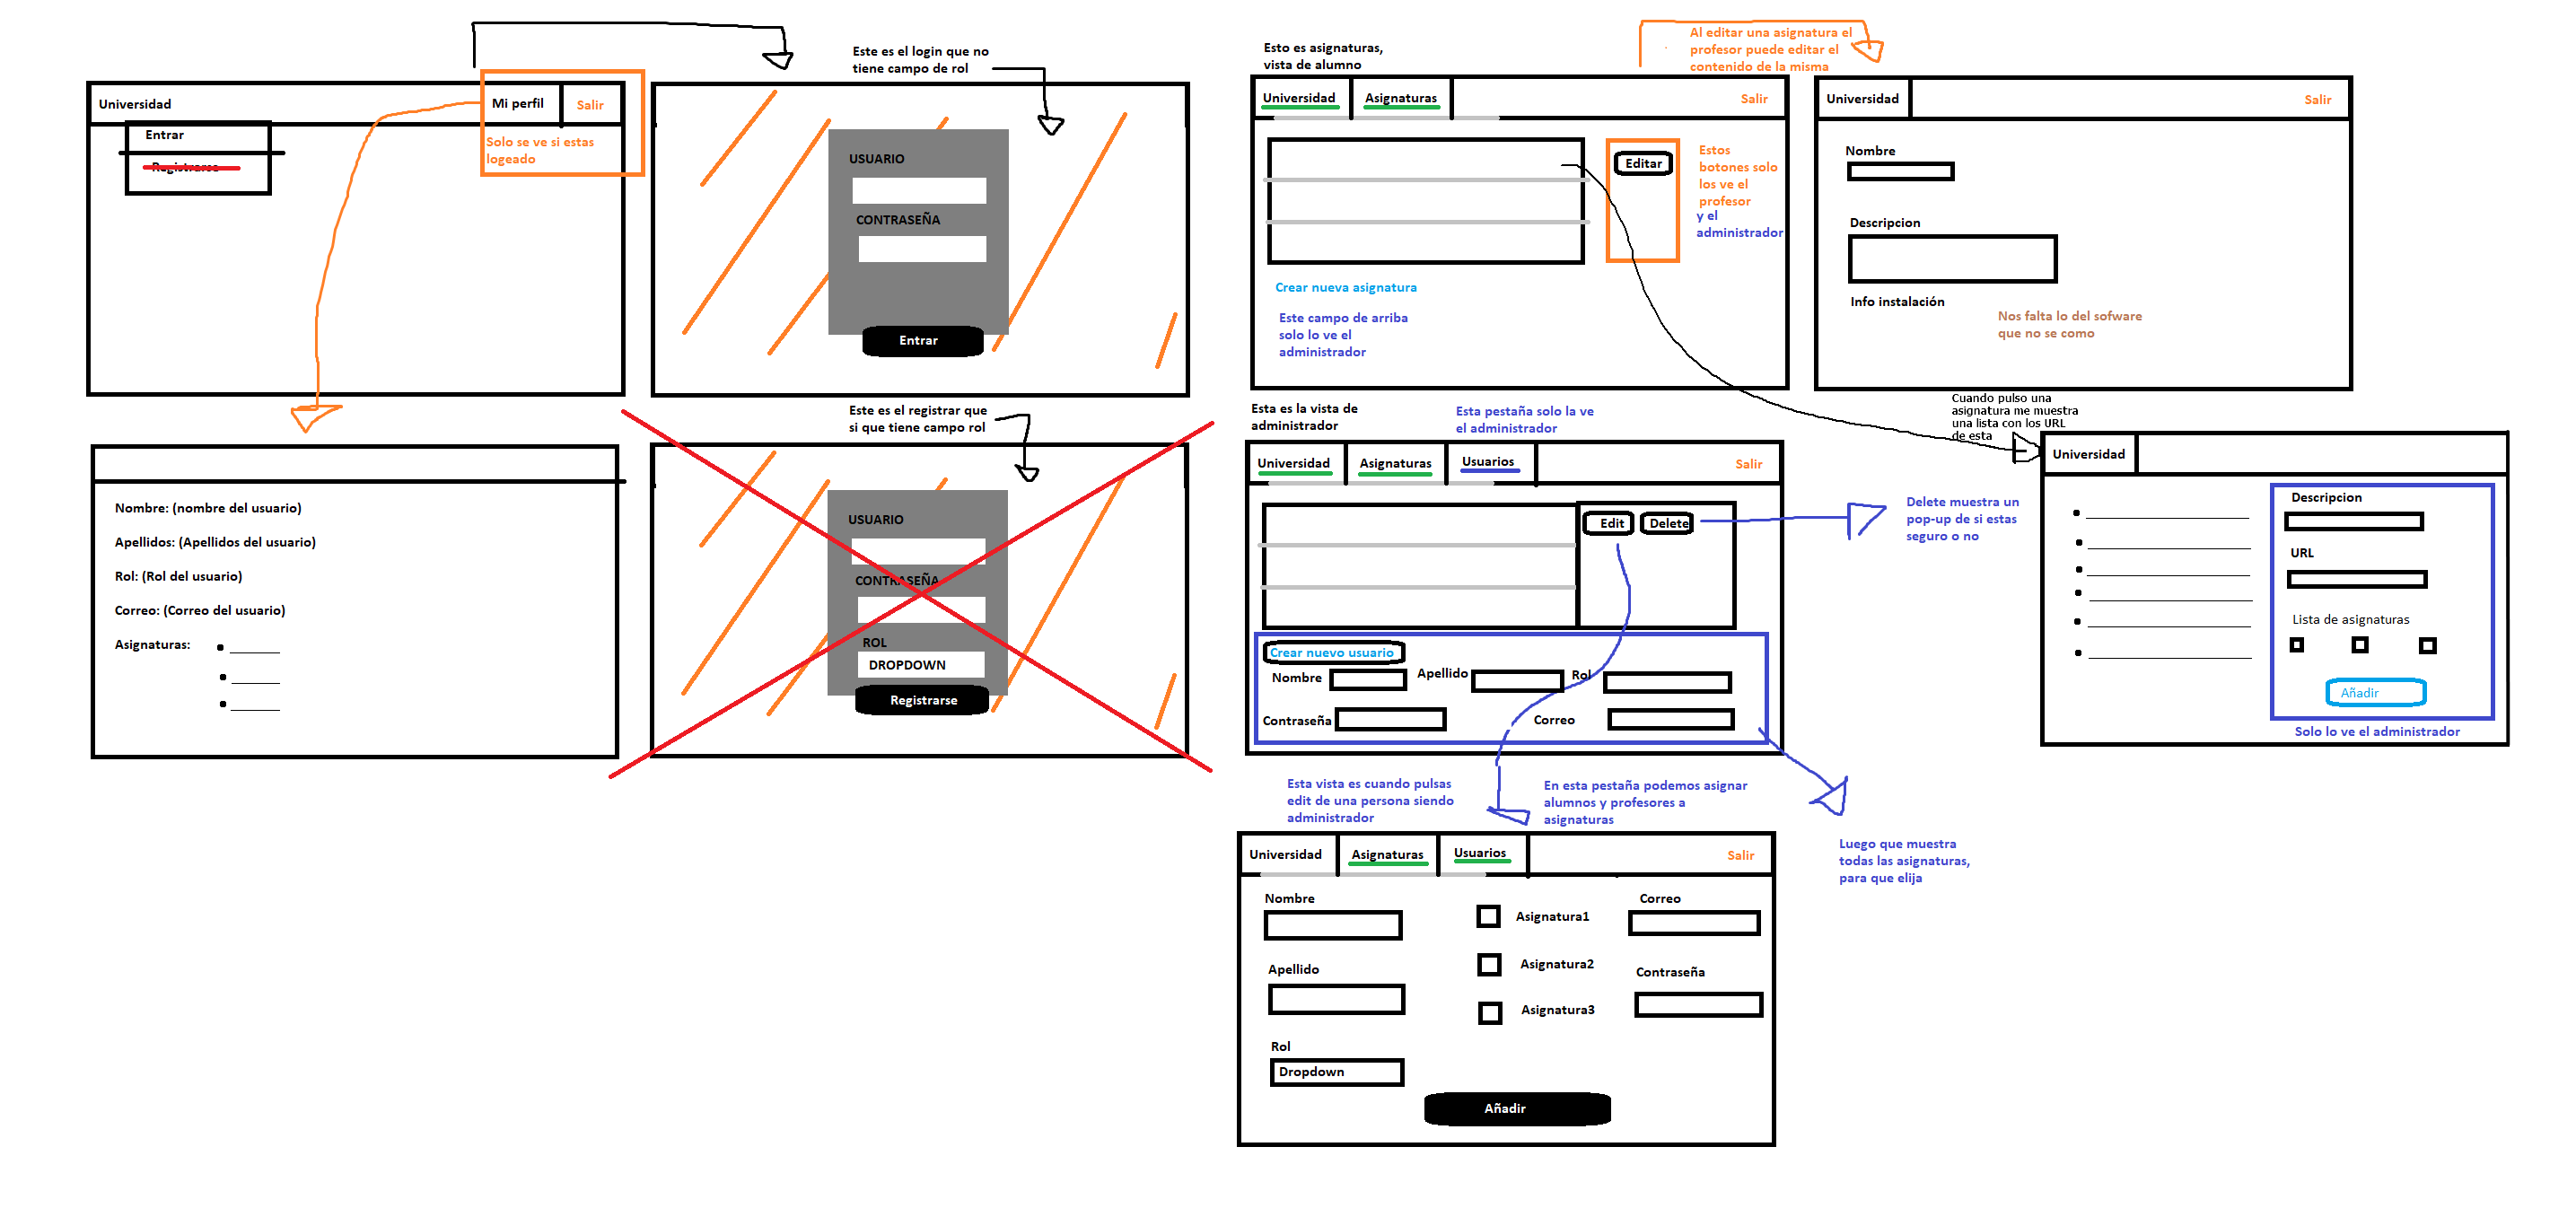 Universidad
Mi perfil
Salir
Entrar
Registrarse
Solo se ve si estas
logeado
Este es el login que no
tiene campo de rol
USUARIO
CONTRASEÑA
Entrar
Nombre: (nombre del usuario)
Apellidos: (Apellidos del usuario)
Rol: (Rol del usuario)
Correo: (Correo del usuario)
Asignaturas:
Este es el registrar que
si que tiene campo rol
USUARIO
CONTRASEÑA
ROL
DROPDOWN
Registrarse
Esto es asignaturas,
vista de alumno
Universidad
Asignaturas
Salir
Editar
Estos
botones solo
los ve el
profesor
y el
administrador
Crear nueva asignatura
Este campo de arriba
solo lo ve el
administrador
Al editar una asignatura el
profesor puede editar el
contenido de la misma
Universidad
Salir
Nombre
Descripcion
Info instalación
Nos falta lo del sofware
que no se como
Esta es la vista de
administrador
Esta pestaña solo la ve
el administrador
Universidad
Asignaturas
Usuarios
Salir
Edit
Delete
Crear nuevo usuario
Nombre
Apellido
Rol
Contraseña
Correo
Delete muestra un
pop-up de si estas
seguro o no
Cuando pulso una
asignatura me muestra
una lista con los URL
de esta
Universidad
Descripcion
URL
Lista de asignaturas
Añadir
Solo lo ve el administrador
Esta vista es cuando pulsas
edit de una persona siendo
administrador
En esta pestaña podemos asignar
alumnos y profesores a
asignaturas
Luego que muestra
todas las asignaturas,
para que elija
Universidad
Asignaturas
Usuarios
Salir
Nombre
Asignatura1
Correo
Apellido
Asignatura2
Contraseña
Asignatura3
Rol
Dropdown
Añadir